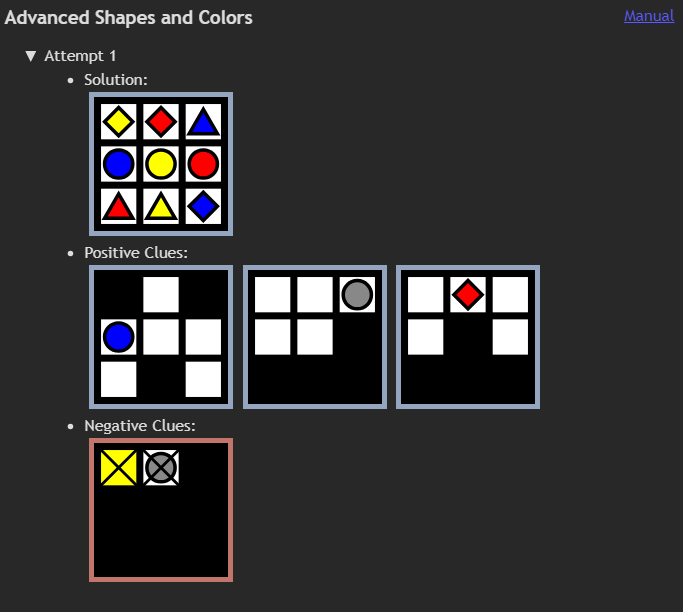 Advanced Shapes and Colors
Manual
▼ Attempt 1
• Solution:
• Positive Clues:
• Negative Clues: